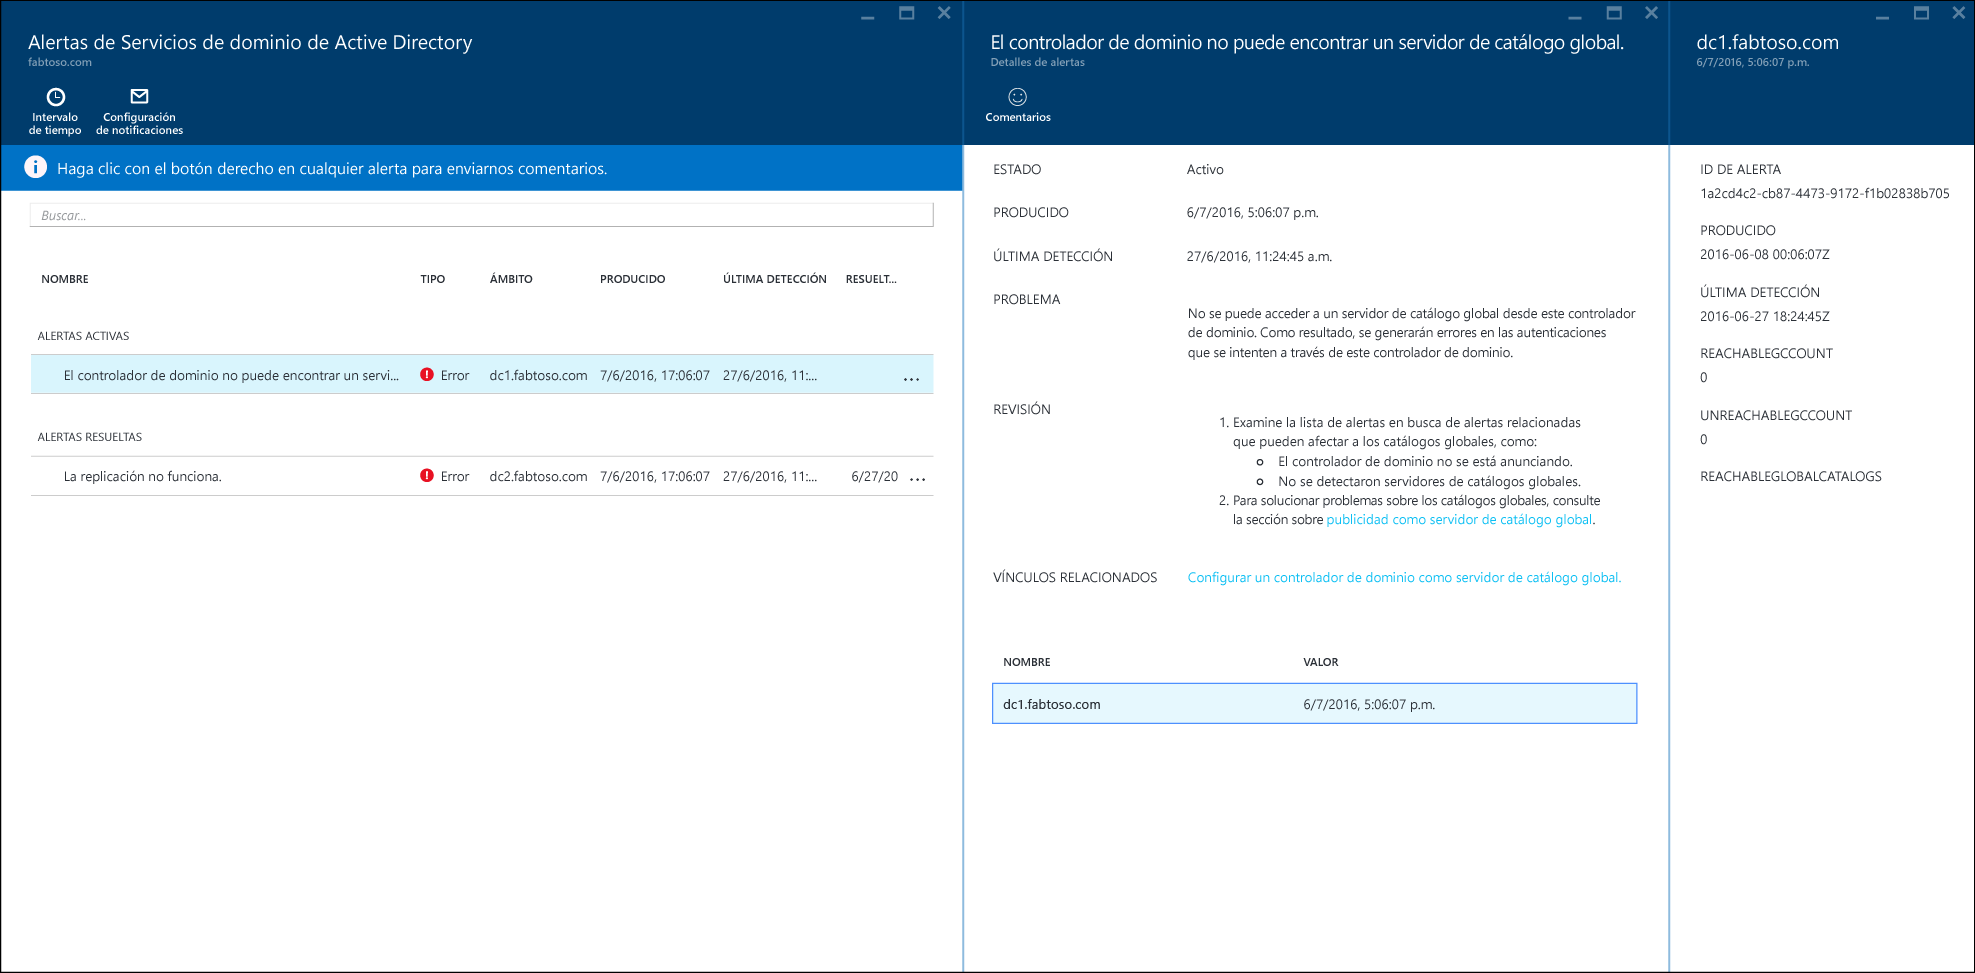 Alertas de Servicios de dominio de Active Directory
fabtoso.com
Intervalo
de tiempo
Configuración
de notificaciones
Haga clic con el botón derecho en cualquier alerta para enviarnos comentarios.
Buscar...
NOMBRE TIPO ÁMBITO PRODUCIDO ÚLTIMA DETECCIÓN RESUELT...
ALERTAS ACTIVAS
El controlador de dominio no puede encontrar un servi... Error dc1.fabtoso.com 7/6/2016, 17:06:07 27/6/2016, 11:... ...
ALERTAS RESUELTAS
La replicación no funciona. Error dc2.fabtoso.com 7/6/2016, 17:06:07 27/6/2016, 11:... 6/27/20 ...
El controlador de dominio no puede encontrar un servidor de catálogo global.
Detalles de alertas
Comentarios
ESTADO Activo
PRODUCIDO 6/7/2016, 5:06:07 p.m.
ÚLTIMA DETECCIÓN 27/6/2016, 11:24:45 a.m.
PROBLEMA
No se puede acceder a un servidor de catálogo global desde este controlador
de dominio. Como resultado, se generarán errores en las autenticaciones
que se intenten a través de este controlador de dominio.
REVISIÓN
1. Examine la lista de alertas en busca de alertas relacionadas
que pueden afectar a los catálogos globales, como:
El controlador de dominio no se está anunciando.
No se detectaron servidores de catálogos globales.
2. Para solucionar problemas sobre los catálogos globales, consulte
la sección sobre publicidad como servidor de catálogo global.
VÍNCULOS RELACIONADOS Configurar un controlador de dominio como servidor de catálogo global.
NOMBRE VALOR
dc1.fabtoso.com 6/7/2016, 5:06:07 p.m.
dc1.fabtoso.com
6/7/2016, 5:06:07 p.m.
ID DE ALERTA
1a2cd4c2-cb87-4473-9172-f1b02838b705
PRODUCIDO
2016-06-08 00:06:07Z
ÚLTIMA DETECCIÓN
2016-06-27 18:24:45Z
REACHABLEGCCOUNT
0
UNREACHABLEGCCOUNT
0
REACHABLEGLOBALCATALOGS